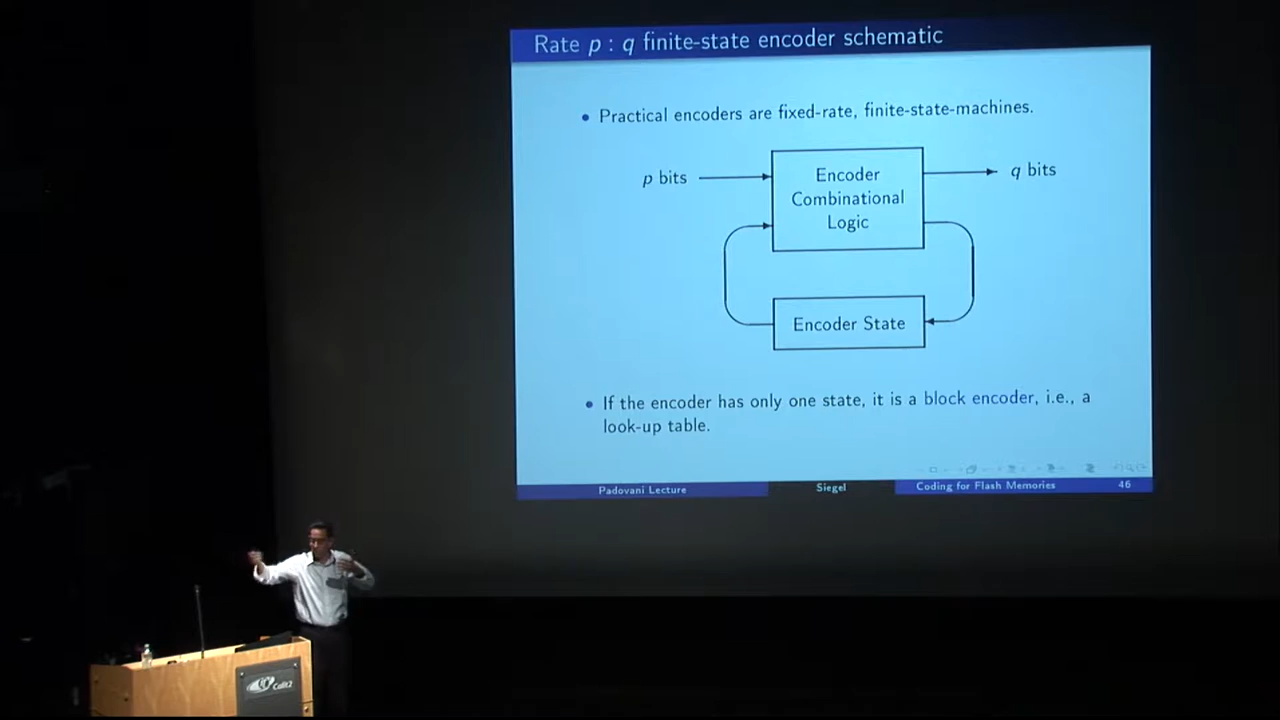 Rate p : q finite-state encoder schematic
• Practical encoders are fixed-rate, finite-state-machines.
p bits
Encoder
Combinational
Logic
q bits
Encoder State
• If the encoder has only one state, it is a block encoder, i.e., a
look-up table.
Padovani Lecture
Siegel
Coding for Flash Memories
46
Calit2